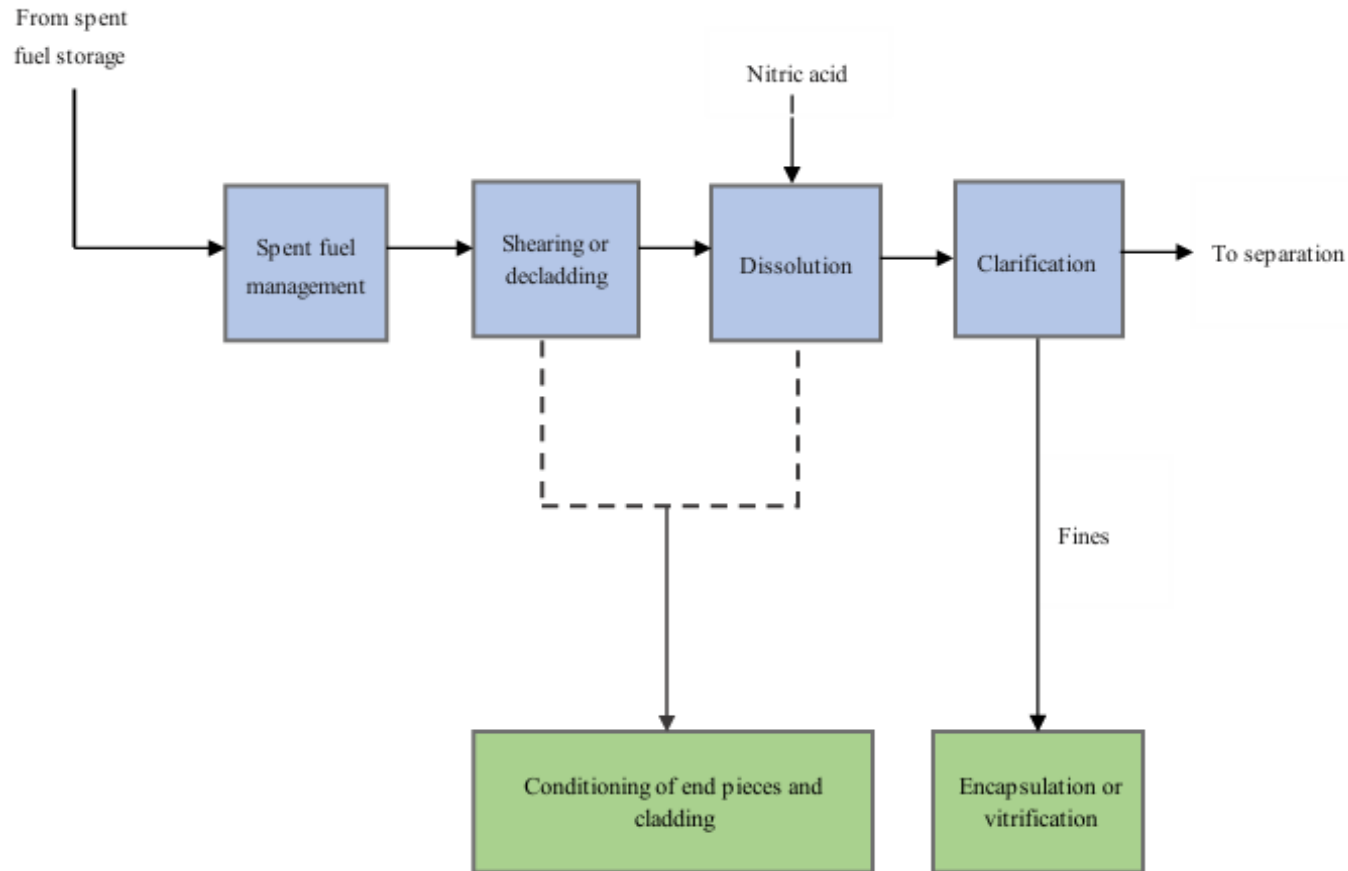 From spent
fuel storage
Nitric acid
Spent fuel
management
Shearing or
decladding
Dissolution
Clarification
To separation
Fines
Conditioning of end pieces and
cladding
Encapsulation or
vitrification